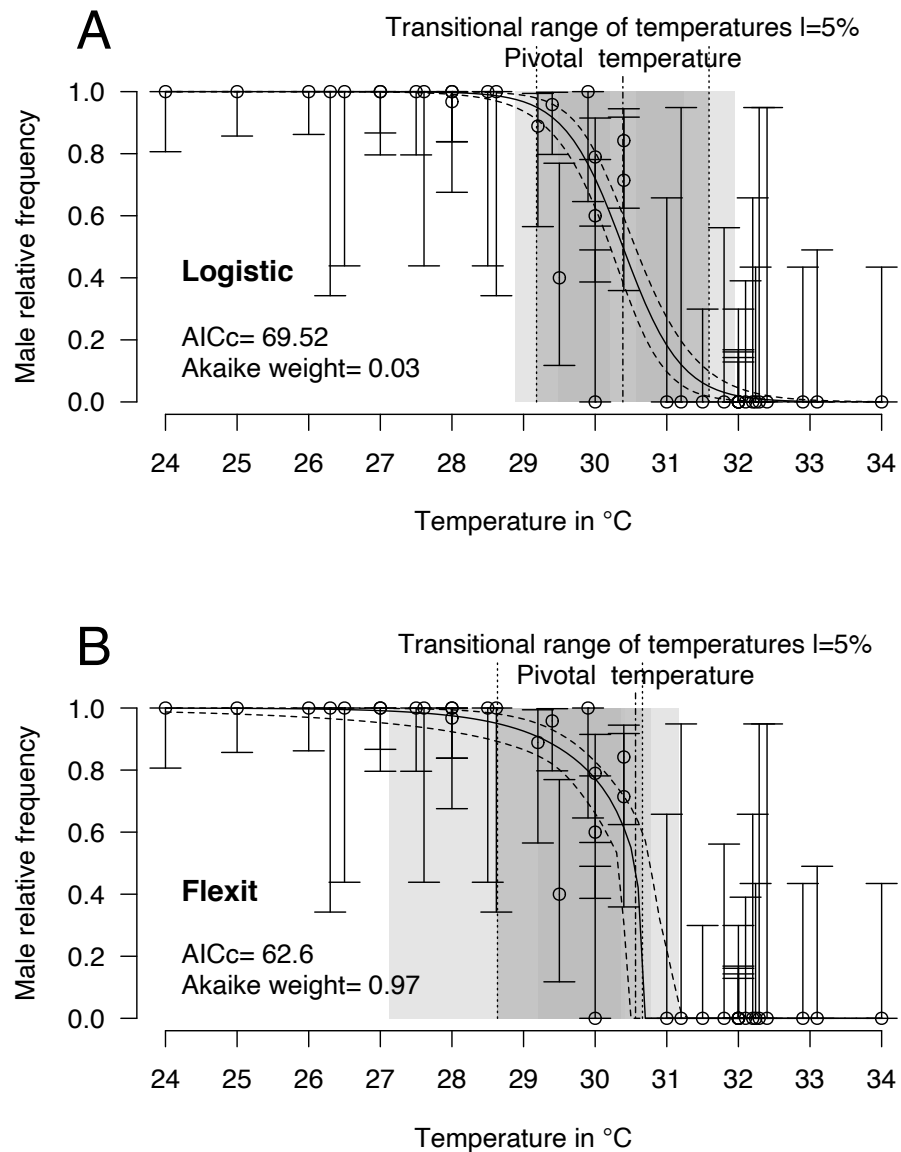 A
Transitional range of temperatures l=5%
Pivotal temperature
1.0
0.8
0.6
0.4
0.2
0.0
Male relative frequency
Logistic
AICc= 69.52
Akaike weight= 0.03
24 25 26 27 28 29 30 31 32 33 34
Temperature in °C
B
Transitional range of temperatures l=5%
Pivotal temperature
1.0
0.8
0.6
0.4
0.2
0.0
Male relative frequency
Flexit
AICc= 62.6
Akaike weight= 0.97
24 25 26 27 28 29 30 31 32 33 34
Temperature in °C